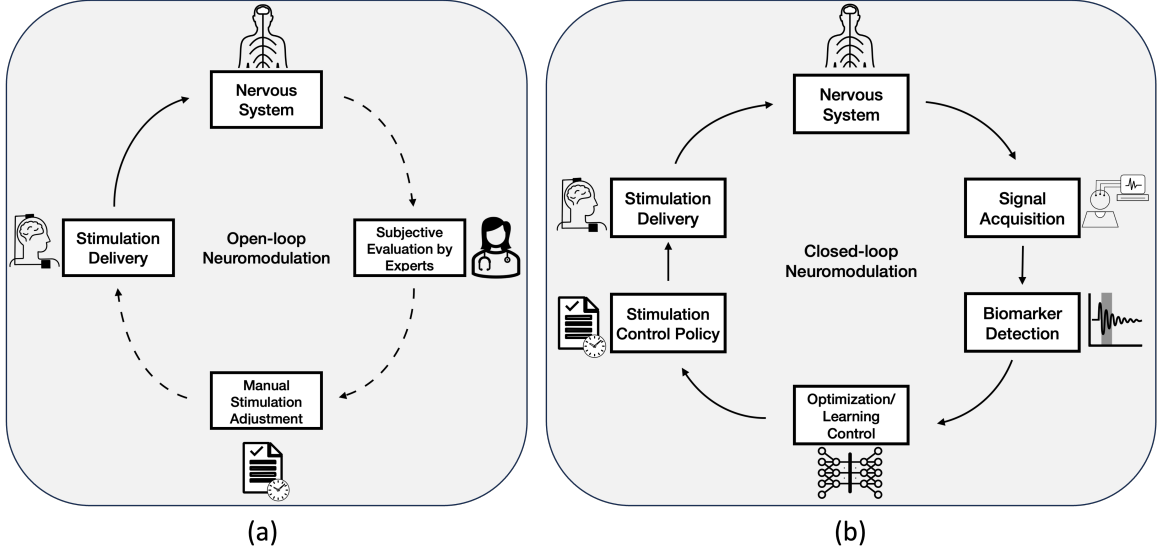 Nervous
System
Stimulation
Delivery
Open-loop
Neuromodulation
Subjective
Evaluation by
Experts
Manual
Stimulation
Adjustment
(a)
Nervous
System
Stimulation
Delivery
Signal
Acquisition
Closed-loop
Neuromodulation
Stimulation
Control Policy
Biomarker
Detection
Optimization/
Learning
Control
(b)